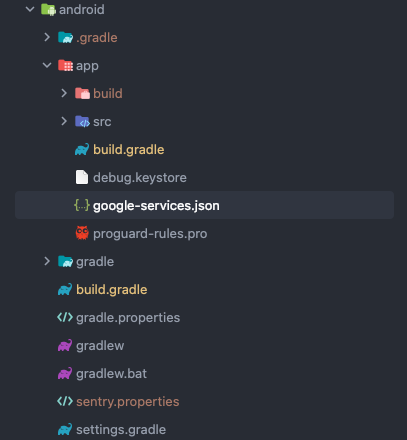 android
.gradle
app
build
src
build.gradle
debug.keystore
google-services.json
proguard-rules.pro
gradle
build.gradle
gradle.properties
gradlew
gradlew.bat
sentry.properties
settings.gradle